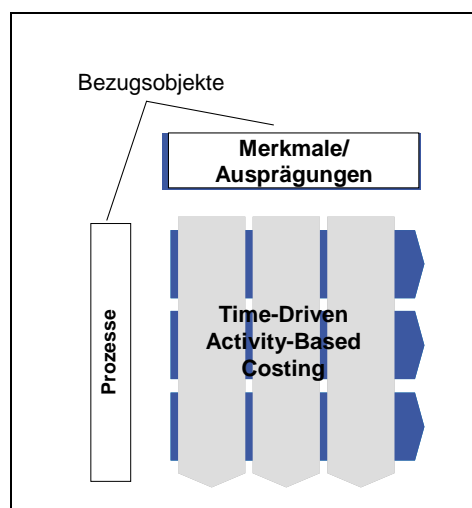 Bezugsobjekte
Merkmale/
Ausprägungen
Prozesse
Time-Driven
Activity-Based
Costing